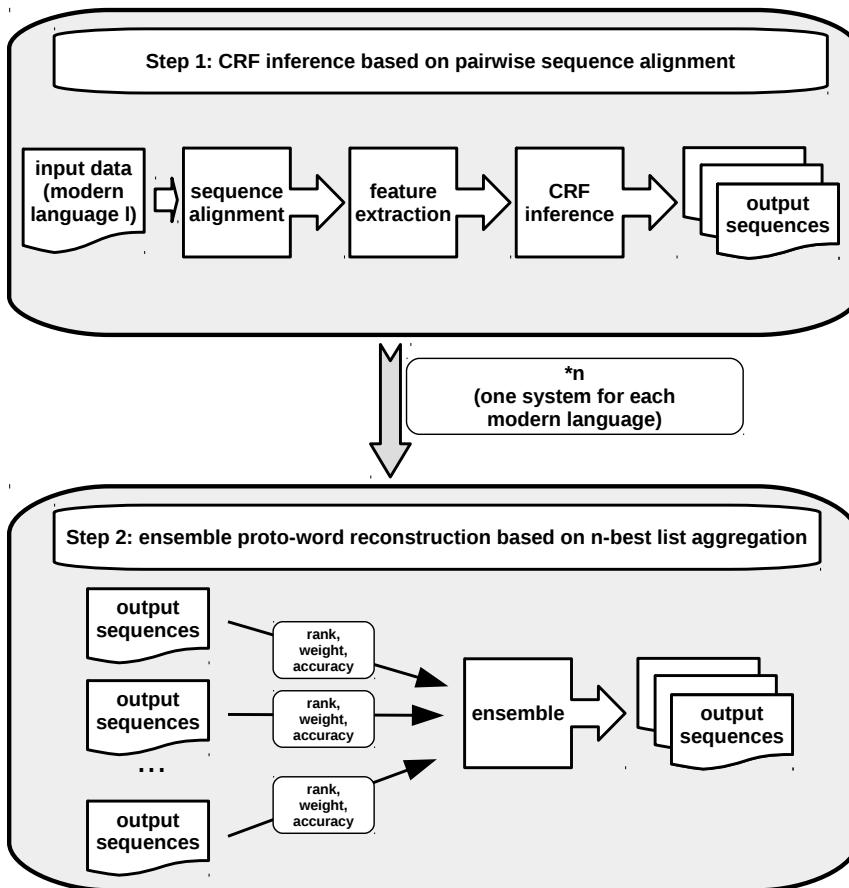 Step 1: CRF inference based on pairwise sequence alignment
input data
(modern
language l)
sequence
alignment
feature
extraction
CRF
inference
output
sequences
*n
(one system for each
modern language)
Step 2: ensemble proto-word reconstruction based on n-best list aggregation
output
sequences
rank,
weight,
accuracy
output
sequences
rank,
weight,
accuracy
...
output
sequences
rank,
weight,
accuracy
ensemble
output
sequences